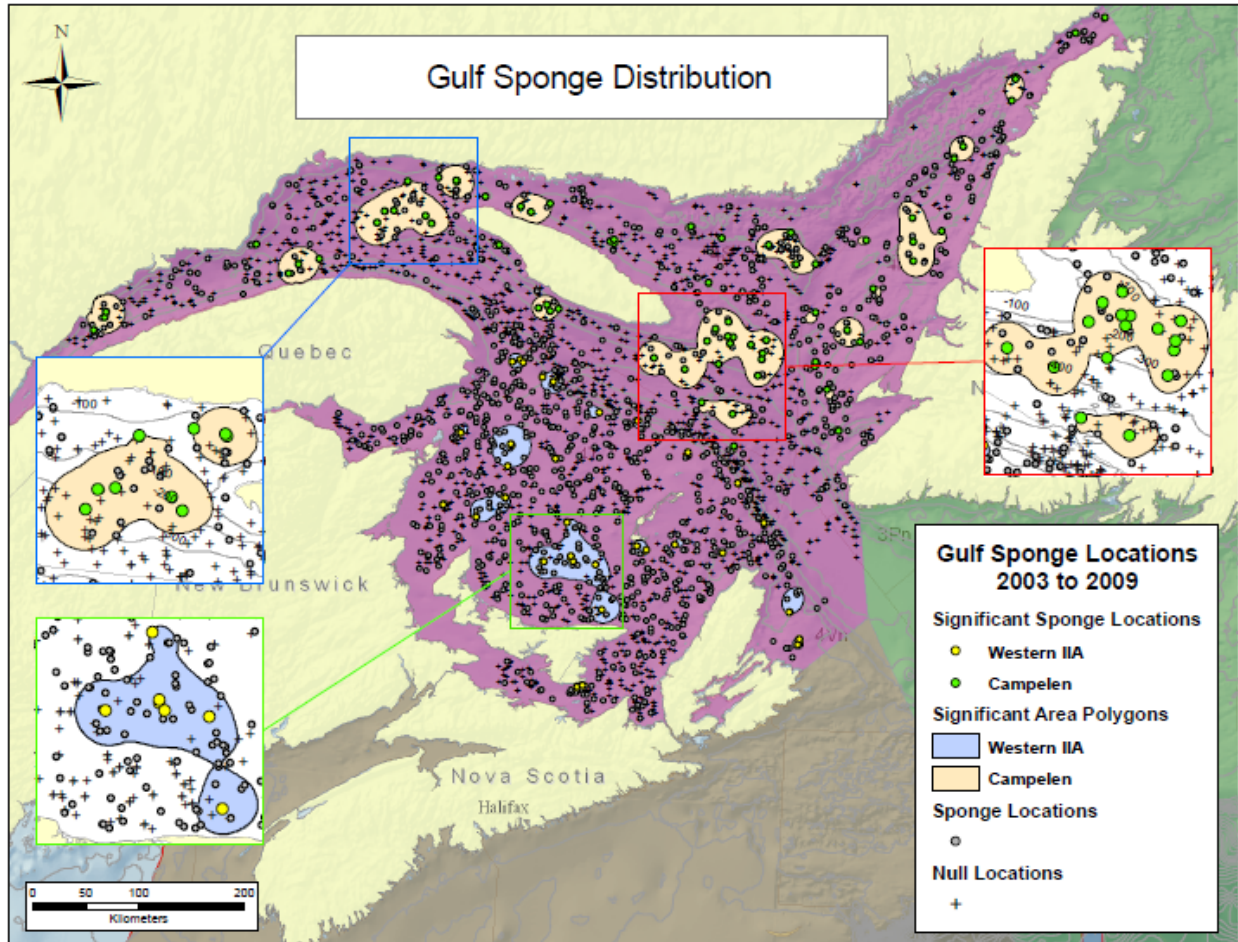 N
Gulf Sponge Distribution
Quebec
-100
-200
-300
-100
-200
New Brunswick
3Pn
4Vn
Nova Scotia
Halifax
Gulf Sponge Locations
2003 to 2009
Significant Sponge Locations
Western IIA
Campelen
Significant Area Polygons
Western IIA
Campelen
Sponge Locations
Null Locations
0 50 100 200
Kilometers